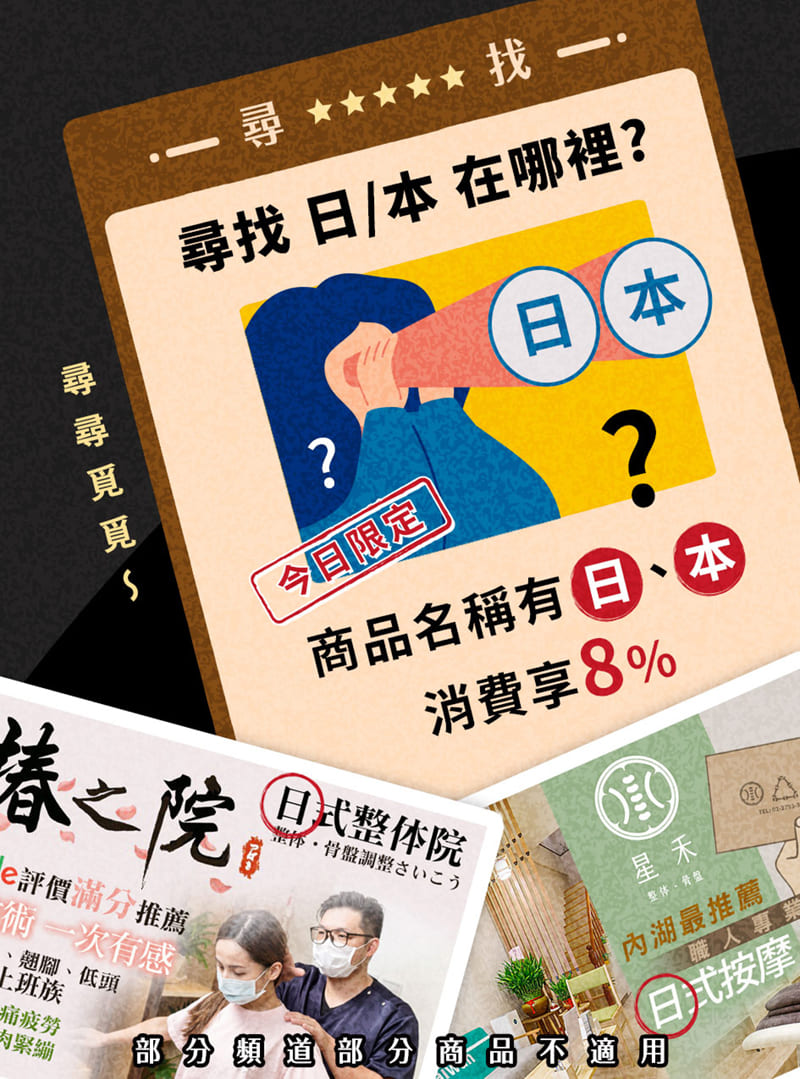 尋 ★★★★★ 找
尋找 日/本 在哪裡?
日 本
?
?
尋尋覓覓~
今日限定
商品名稱有 日、本
消費享8%
椿之院
日式整体院
整体・骨盤調整さいこう
le評價滿分推薦
術 一次有感
、翹腳、低頭
上班族
痛疲勞
肉緊繃
星禾
整体・骨盤
內湖最推薦
職人專業
日式按摩
部分頻道部分商品不適用